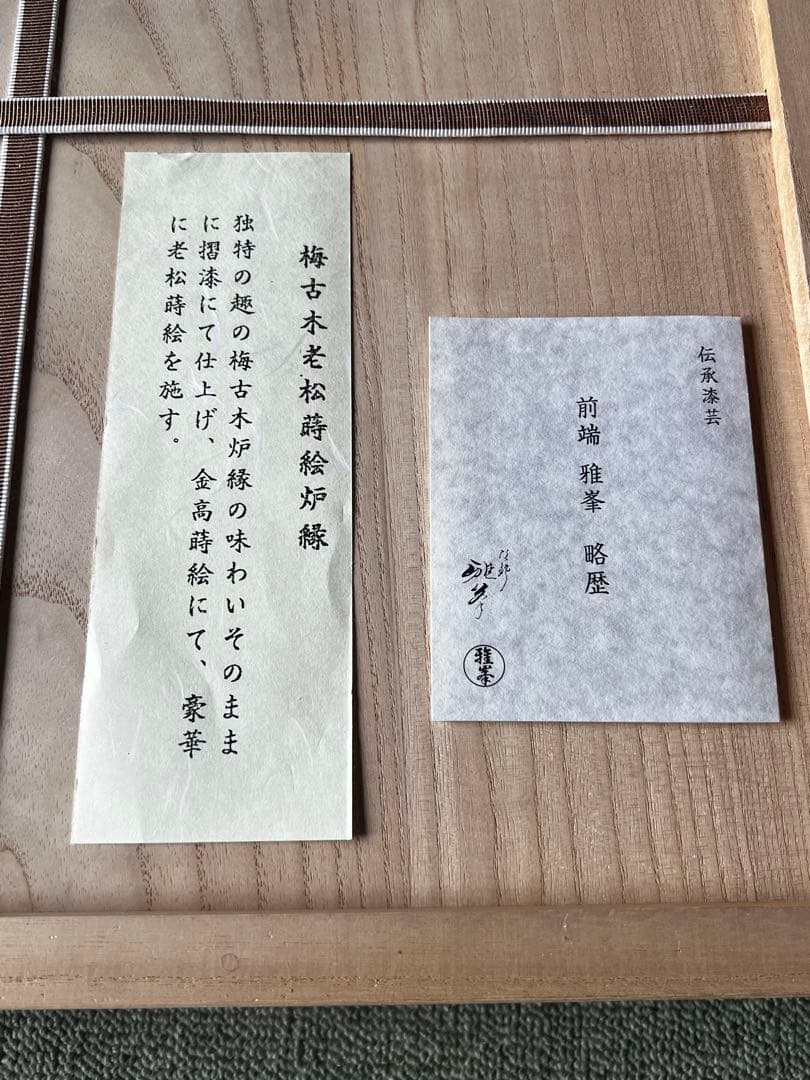 梅古木老松蒔絵炉縁
独特の趣の梅古木炉縁の味わいそのまま
に摺漆にて仕上げ、金高蒔絵にて、豪華
に老松蒔絵を施す。
伝承漆芸
前端 雅峯 略歴
雅峯